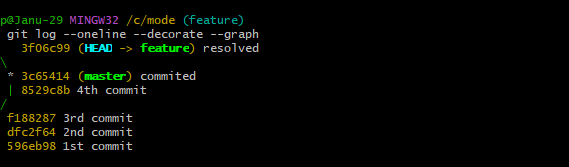 p@Janu-29 MINGW32 /c/mode (feature)
git log --oneline --decorate --graph
3f06c99 (HEAD -> feature) resolved
\
* 3c65414 (master) commited
| 8529c8b 4th commit
/
f188287 3rd commit
dfc2f64 2nd commit
596eb98 1st commit